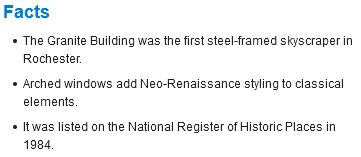 Facts
• The Granite Building was the first steel-framed skyscraper in
Rochester.
• Arched windows add Neo-Renaissance styling to classical
elements.
• It was listed on the National Register of Historic Places in
1984.